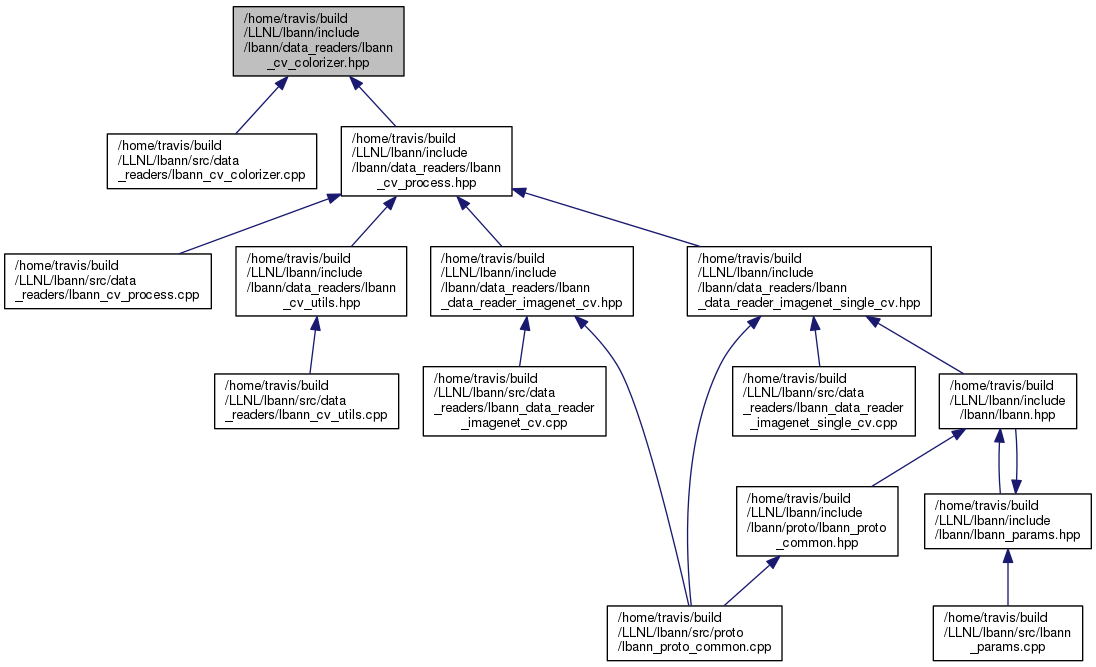 /home/travis/build
/LLNL/lbann/include
/lbann/data_readers/lbann
_cv_colorizer.hpp
/home/travis/build
/LLNL/lbann/src/data
_readers/lbann_cv_colorizer.cpp
/home/travis/build
/LLNL/lbann/include
/lbann/data_readers/lbann
_cv_process.hpp
/home/travis/build
/LLNL/lbann/src/data
_readers/lbann_cv_process.cpp
/home/travis/build
/LLNL/lbann/include
/lbann/data_readers/lbann
_cv_utils.hpp
/home/travis/build
/LLNL/lbann/include
/lbann/data_readers/lbann
_data_reader_imagenet_cv.hpp
/home/travis/build
/LLNL/lbann/include
/lbann/data_readers/lbann
_data_reader_imagenet_single_cv.hpp
/home/travis/build
/LLNL/lbann/src/data
_readers/lbann_cv_utils.cpp
/home/travis/build
/LLNL/lbann/src/data
_readers/lbann_data_reader
_imagenet_cv.cpp
/home/travis/build
/LLNL/lbann/src/data
_readers/lbann_data_reader
_imagenet_single_cv.cpp
/home/travis/build
/LLNL/lbann/include
/lbann/lbann.hpp
/home/travis/build
/LLNL/lbann/include
/lbann/proto/lbann_proto
_common.hpp
/home/travis/build
/LLNL/lbann/include
/lbann/lbann_params.hpp
/home/travis/build
/LLNL/lbann/src/proto
/lbann_proto_common.cpp
/home/travis/build
/LLNL/lbann/src/lbann
_params.cpp